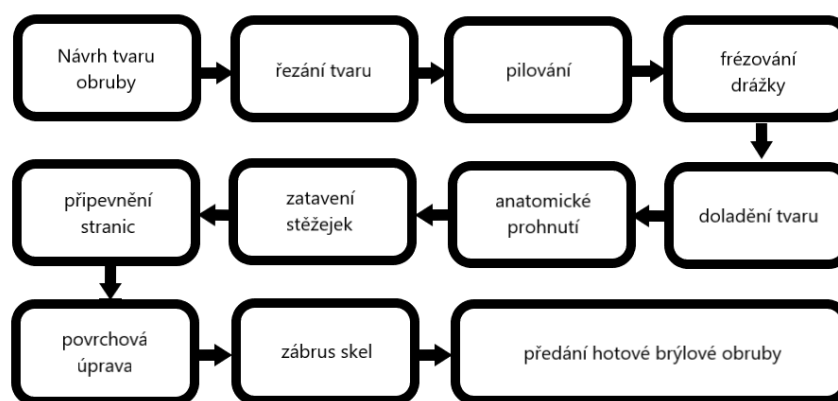 Návrh tvaru
obruby
řezání tvaru
pilování
frézování
drážky
doladění tvaru
anatomické
prohnutí
zatavení
stěžejek
připevnění
stranic
povrchová
úprava
zábrus skel
předání hotové brýlové obruby